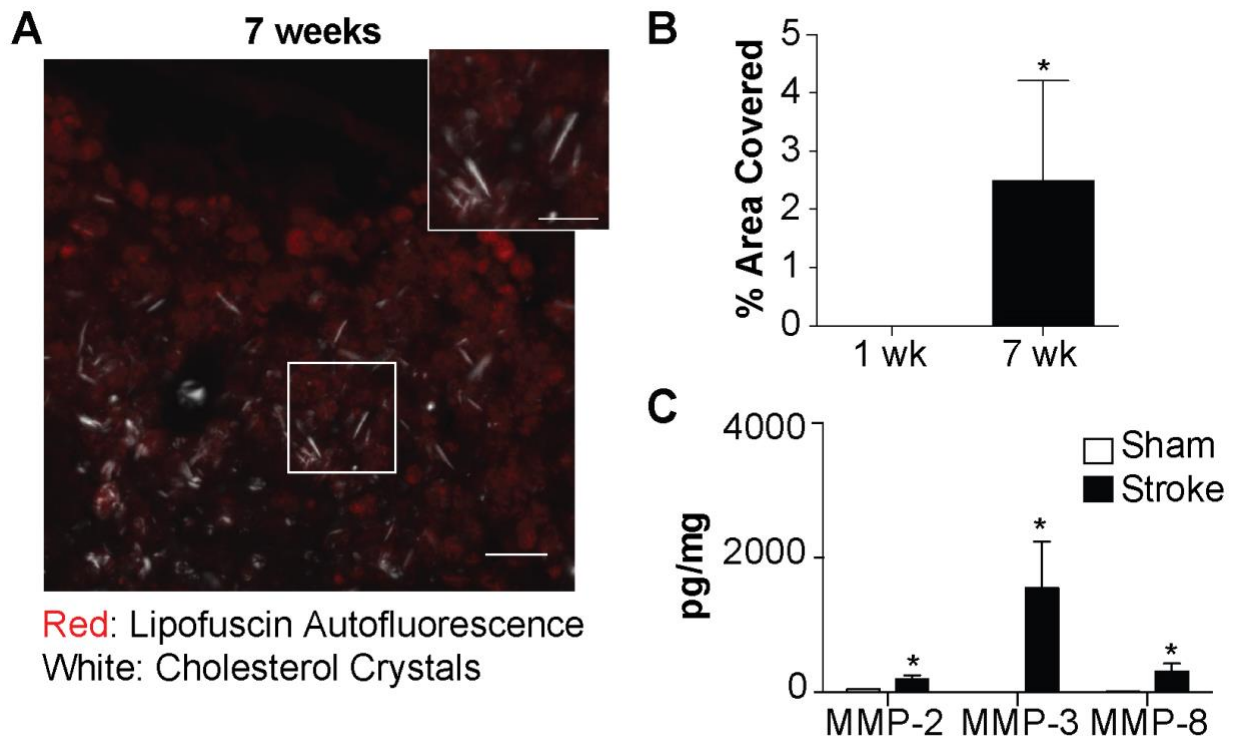 A
7 weeks
Red: Lipofuscin Autofluorescence
White: Cholesterol Crystals
B
% Area Covered
5
4
3
2
1
0
*
1 wk
7 wk
C
pg/mg
4000
2000
0
Sham
Stroke
*
*
*
MMP-2
MMP-3
MMP-8